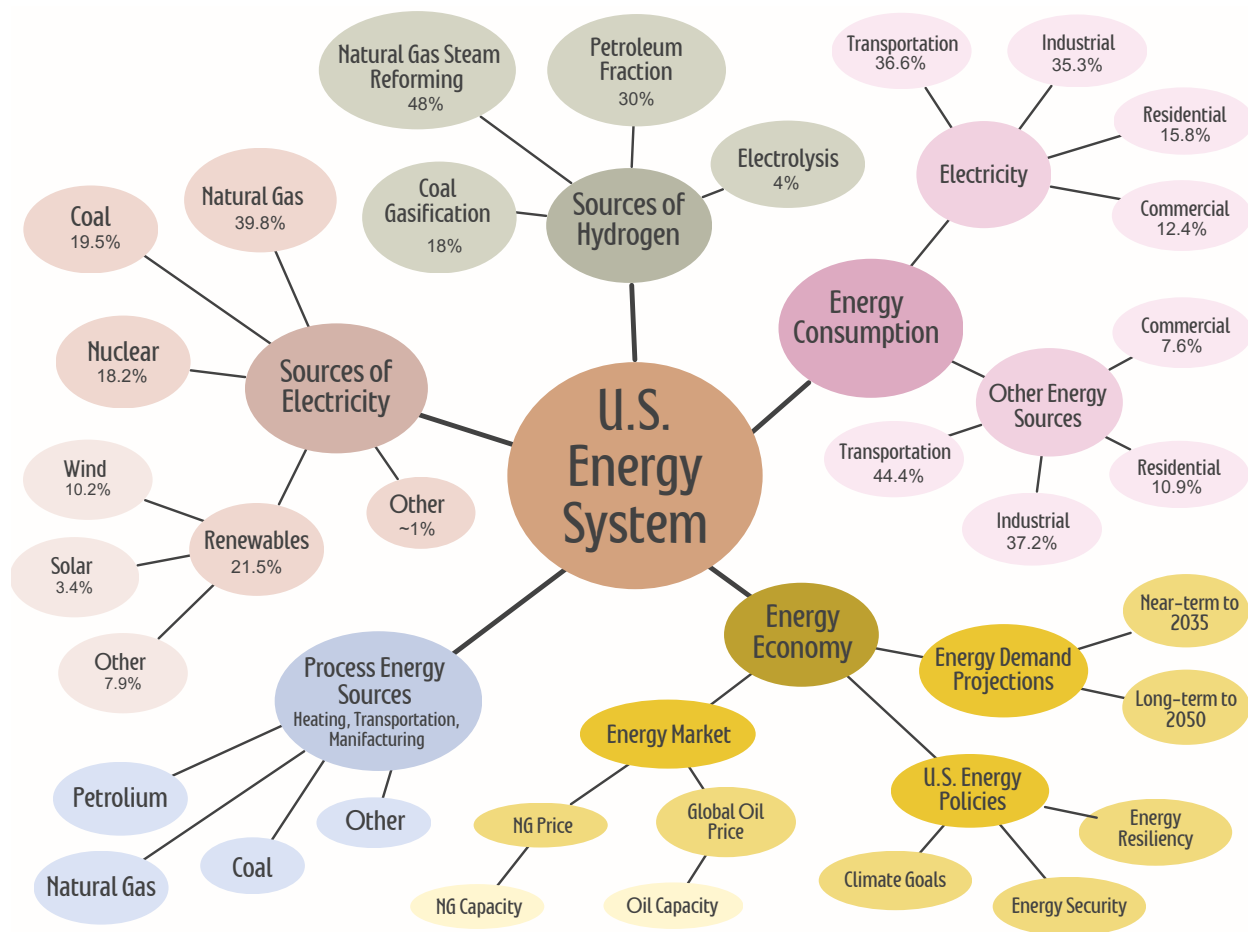 U.S.
Energy
System
Sources of
Hydrogen
Natural Gas Steam
Reforming
48%
Petroleum
Fraction
30%
Electrolysis
4%
Coal
Gasification
18%
Energy
Consumption
Electricity
Transportation
36.6%
Industrial
35.3%
Residential
15.8%
Commercial
12.4%
Other Energy
Sources
Commercial
7.6%
Residential
10.9%
Industrial
37.2%
Transportation
44.4%
Sources of
Electricity
Natural Gas
39.8%
Coal
19.5%
Nuclear
18.2%
Renewables
21.5%
Wind
10.2%
Solar
3.4%
Other
7.9%
Other
~1%
Process Energy
Sources
Heating, Transportation,
Manifacturing
Petrolium
Natural Gas
Coal
Other
Energy
Economy
Energy Demand
Projections
Near-term to
2035
Long-term to
2050
Energy Market
NG Price
NG Capacity
Global Oil
Price
Oil Capacity
U.S. Energy
Policies
Energy
Resiliency
Climate Goals
Energy Security